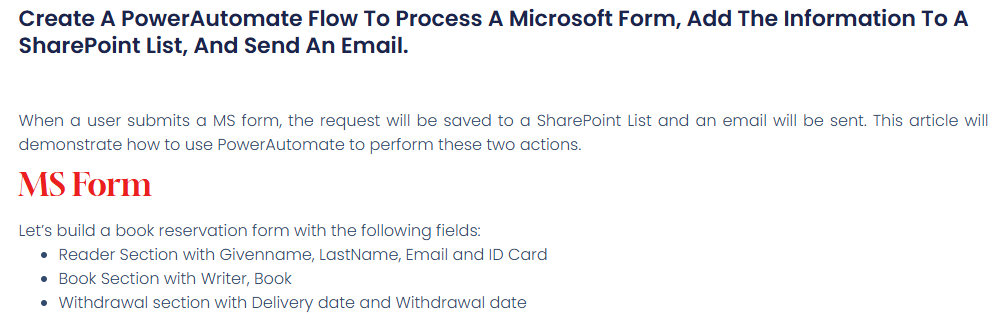 Create A PowerAutomate Flow To Process A Microsoft Form, Add The Information To A
SharePoint List, And Send An Email.
When a user submits a MS form, the request will be saved to a SharePoint List and an email will be sent. This article will
demonstrate how to use PowerAutomate to perform these two actions.
MS Form
Let's build a book reservation form with the following fields:
• Reader Section with Givenname, LastName, Email and ID Card
• Book Section with Writer, Book
• Withdrawal section with Delivery date and Withdrawal date